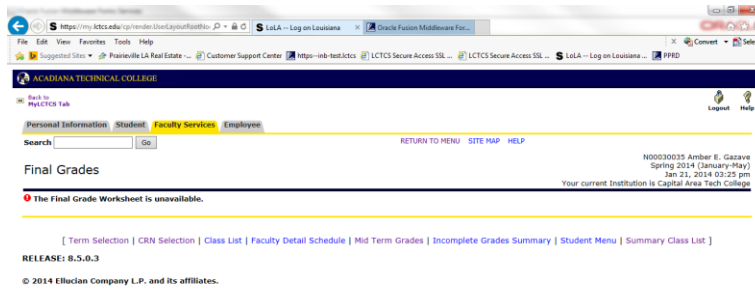 https://my.lctcs.edu/cp/render.UserLayoutRootNo
LoLA -- Log on Louisiana
Oracle Fusion Middleware For...
File Edit View Favorites Tools Help
Convert
Suggested Sites Prairieville LA Real Estate -... Customer Support Center https--inb-test.lctcs LCTCS Secure Access SSL ... LCTCS Secure Access SSL ... LoLA -- Log on Louisiana ... PPRD
ACADIANA TECHNICAL COLLEGE
Back to
MyLCTCS Tab
Logout Help
Personal Information Student Faculty Services Employee
Search Go RETURN TO MENU SITE MAP HELP
N00030035 Amber E. Gazave
Final Grades
Spring 2014 (January-May)
Jan 21, 2014 03:25 pm
Your current Institution is Capital Area Tech College
The Final Grade Worksheet is unavailable.
[ Term Selection | CRN Selection | Class List | Faculty Detail Schedule | Mid Term Grades | Incomplete Grades Summary | Student Menu | Summary Class List ]
RELEASE: 8.5.0.3
© 2014 Ellucian Company L.P. and its affiliates.